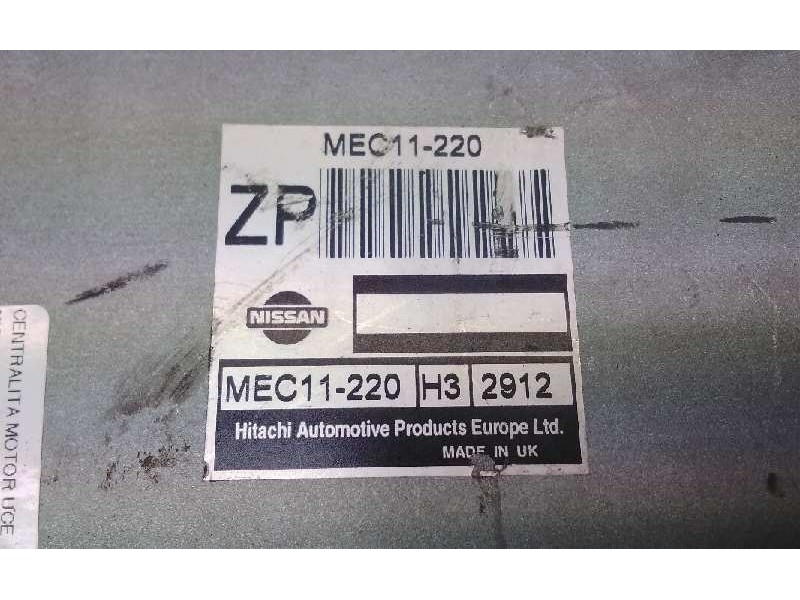 MEC11-220
ZP
NISSAN
MEC11-220 H3 2912
Hitachi Automotive Products Europe Ltd.
MADE IN UK
CENTRALITA MOTOR UCE